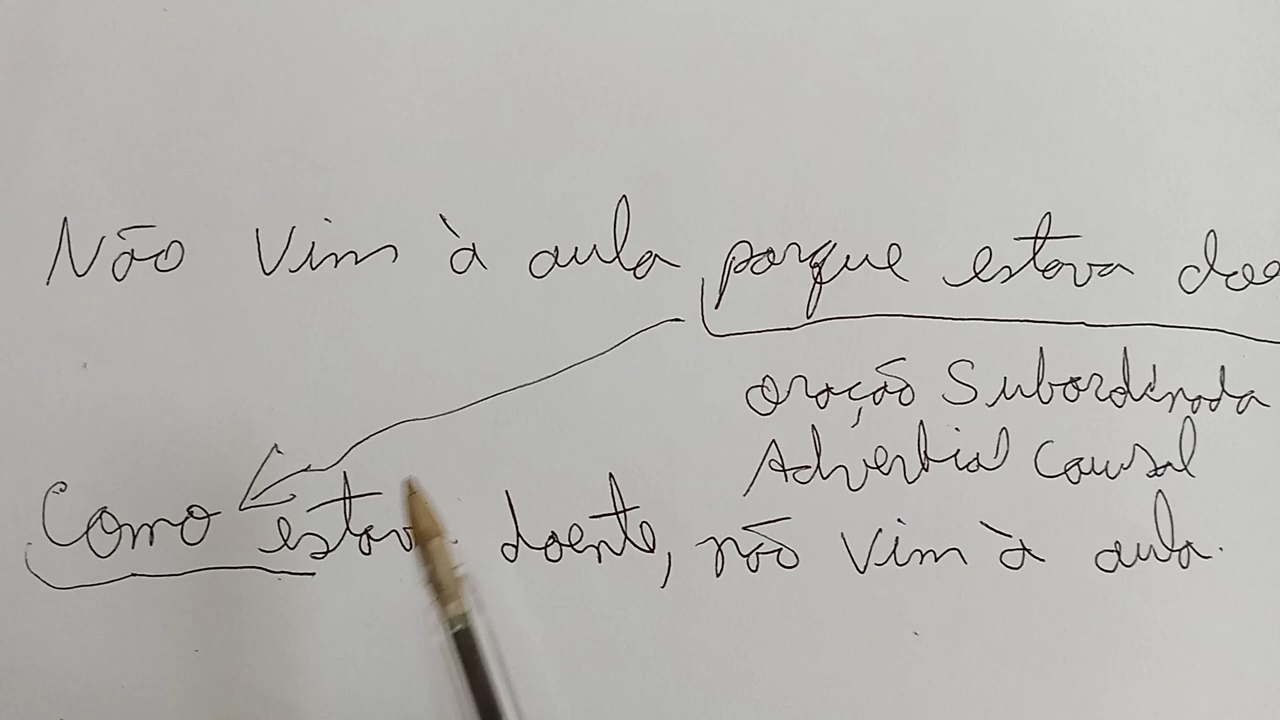 Não vim à aula porque estava doe
oração Subordinada
Adverbial causal
Como estava doente, não vim à aula.